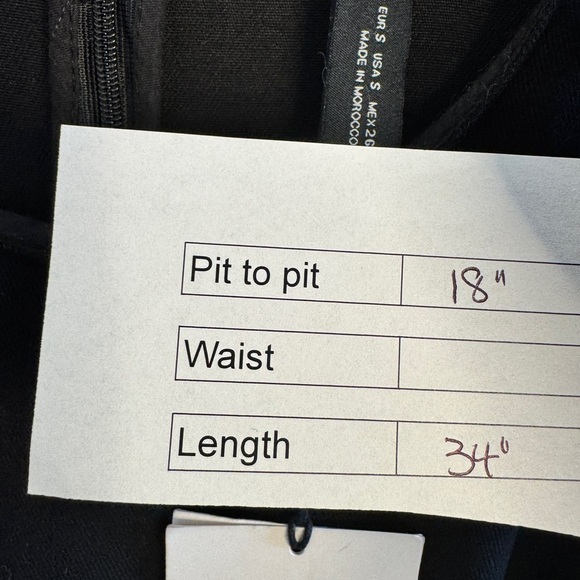 EUR S USA S MEX 26
MADE IN MOROCCO
Pit to pit 18"
Waist
Length 34"